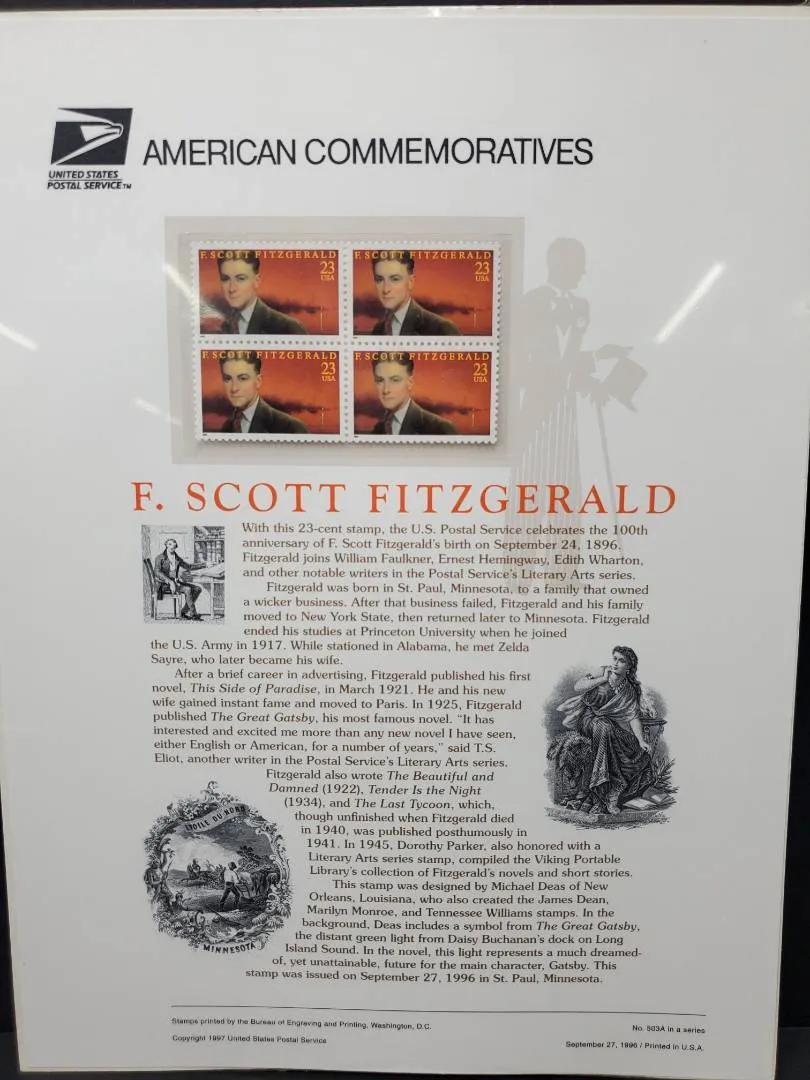 UNITED STATES
POSTAL SERVICE™
AMERICAN COMMEMORATIVES
F. SCOTT FITZGERALD
23
USA
F. SCOTT FITZGERALD
23
USA
F. SCOTT FITZGERALD
23
USA
F. SCOTT FITZGERALD
23
USA
F. SCOTT FITZGERALD
With this 23-cent stamp, the U.S. Postal Service celebrates the 100th
anniversary of F. Scott Fitzgerald's birth on September 24, 1896.
Fitzgerald joins William Faulkner, Ernest Hemingway, Edith Wharton,
and other notable writers in the Postal Service's Literary Arts series.
Fitzgerald was born in St. Paul, Minnesota, to a family that owned
a wicker business. After that business failed, Fitzgerald and his family
moved to New York State, then returned later to Minnesota. Fitzgerald
ended his studies at Princeton University when he joined
the U.S. Army in 1917. While stationed in Alabama, he met Zelda
Sayre, who later became his wife.
After a brief career in advertising, Fitzgerald published his first
novel, This Side of Paradise, in March 1921. He and his new
wife gained instant fame and moved to Paris. In 1925, Fitzgerald
published The Great Gatsby, his most famous novel. "It has
interested and excited me more than any new novel I have seen,
either English or American, for a number of years," said T.S.
Eliot, another writer in the Postal Service's Literary Arts series.
Fitzgerald also wrote The Beautiful and
Damned (1922), Tender Is the Night
(1934), and The Last Tycoon, which,
though unfinished when Fitzgerald died
in 1940, was published posthumously in
1941. In 1945, Dorothy Parker, also honored with a
Literary Arts series stamp, compiled the Viking Portable
Library's collection of Fitzgerald's novels and short stories.
This stamp was designed by Michael Deas of New
Orleans, Louisiana, who also created the James Dean,
Marilyn Monroe, and Tennessee Williams stamps. In the
background, Deas includes a symbol from The Great Gatsby,
the distant green light from Daisy Buchanan's dock on Long
Island Sound. In the novel, this light represents a much dreamed-
of, yet unattainable, future for the main character, Gatsby. This
stamp was issued on September 27, 1996 in St. Paul, Minnesota.
L'ETOILE DU NORD
MINNESOTA
Stamps printed by the Bureau of Engraving and Printing, Washington, D.C.
Copyright 1997 United States Postal Service
No. 503A in a series
September 27, 1996 / Printed in U.S.A.